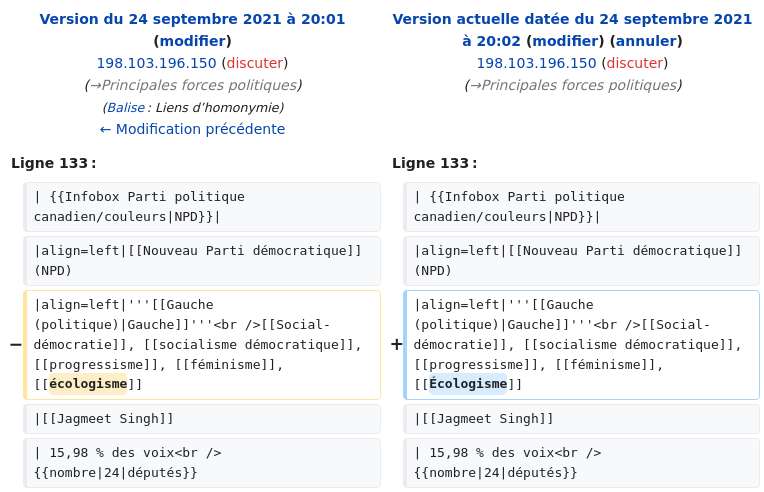 Version du 24 septembre 2021 à 20:01
(modifier)
198.103.196.150 (discuter)
(→Principales forces politiques)
(Balise : Liens d’homonymie)
← Modification précédente
Version actuelle datée du 24 septembre 2021
à 20:02 (modifier) (annuler)
198.103.196.150 (discuter)
(→Principales forces politiques)
Ligne 133 :
| {{Infobox Parti politique
canadien/couleurs|NPD}}|
|align=left|[[Nouveau Parti démocratique]]
(NPD)
−
|align=left|'''[[Gauche
(politique)|Gauche]]'''<br />[[Social-
démocratie]], [[socialisme démocratique]],
[[progressisme]], [[féminisme]],
[[écologisme]]
|[[Jagmeet Singh]]
| 15,98 % des voix<br />
{{nombre|24|députés}}
Ligne 133 :
| {{Infobox Parti politique
canadien/couleurs|NPD}}|
|align=left|[[Nouveau Parti démocratique]]
(NPD)
+
|align=left|'''[[Gauche
(politique)|Gauche]]'''<br />[[Social-
démocratie]], [[socialisme démocratique]],
[[progressisme]], [[féminisme]],
[[Écologisme]]
|[[Jagmeet Singh]]
| 15,98 % des voix<br />
{{nombre|24|députés}}